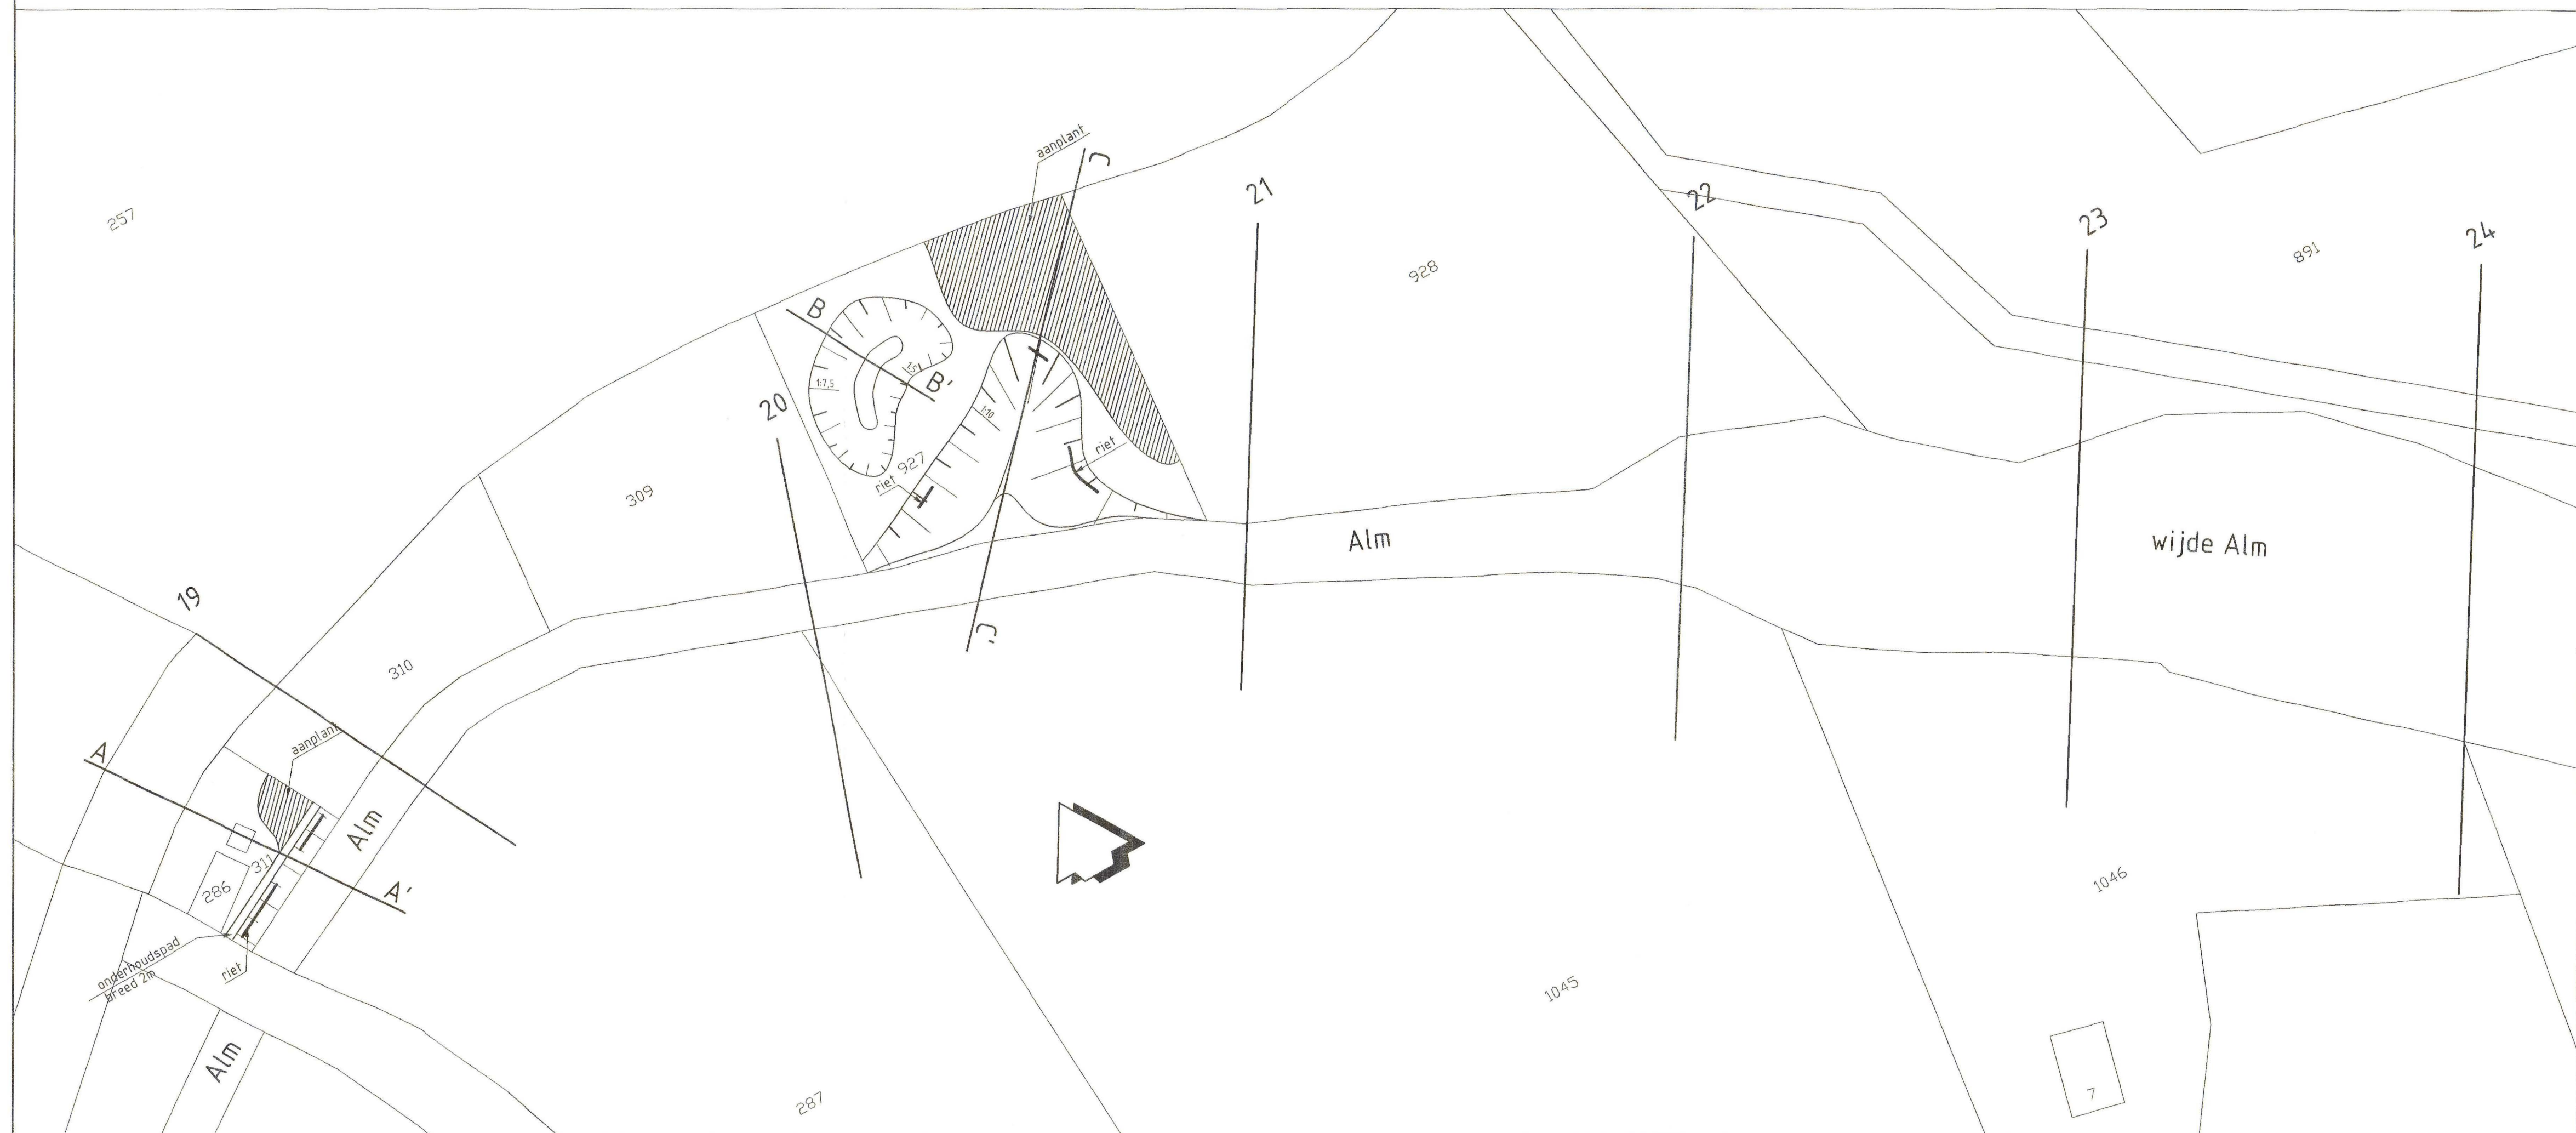 aanplant
C
21
22
23
24
257
928
891
B
1:7,5
1:5
B'
20
1:10
riet
927
riet
309
Alm
wijde Alm
19
C'
310
aanplant
A
Alm
311
286
A'
onderhoudspad
breed 2m
riet
1046
1045
Alm
287
7